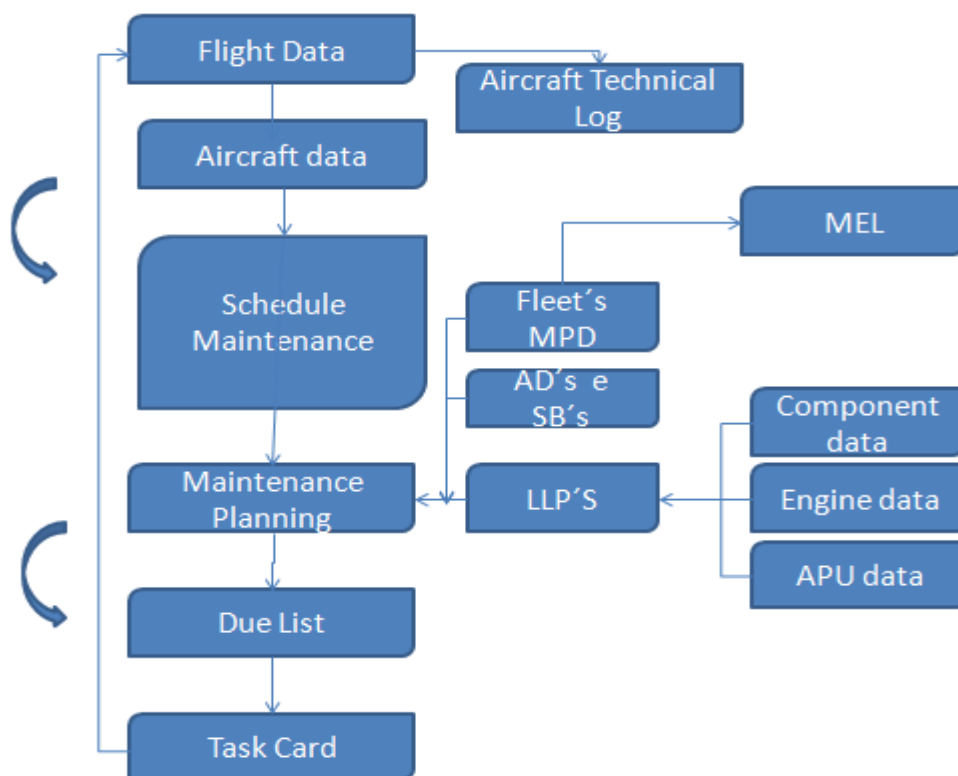 Flight Data
Aircraft Technical
Log
Aircraft data
MEL
Schedule
Maintenance
Fleet´s
MPD
AD´s e
SB´s
Component
data
Maintenance
Planning
LLP´S
Engine data
APU data
Due List
Task Card